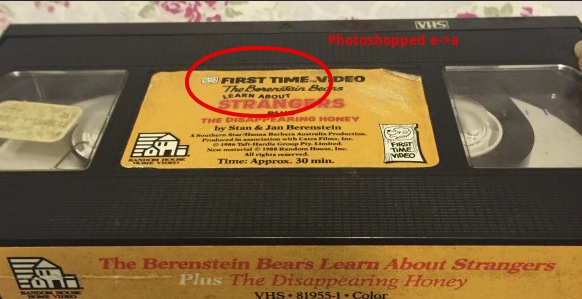 VHS
Photoshopped e->a
FIRST TIME VIDEO
The Berenstain Bears
LEARN ABOUT
STRANGERS
PLUS
THE DISAPPEARING HONEY
by Stan & Jan Berenstein
A Southern Star/Hanna Barbera Australia Production.
Produced in association with Cates Films, Inc.
© 1986 Taft-Hardie Group Pty. Limited.
New material © 1988 Random House, Inc.
All rights reserved.
Time: Approx. 30 min.
RANDOM HOUSE
HOME VIDEO
FIRST
TIME
VIDEO
The Berenstein Bears Learn About Strangers
Plus The Disappearing Honey
VHS • 81955-1 • Color
RANDOM HOUSE
HOME VIDEO